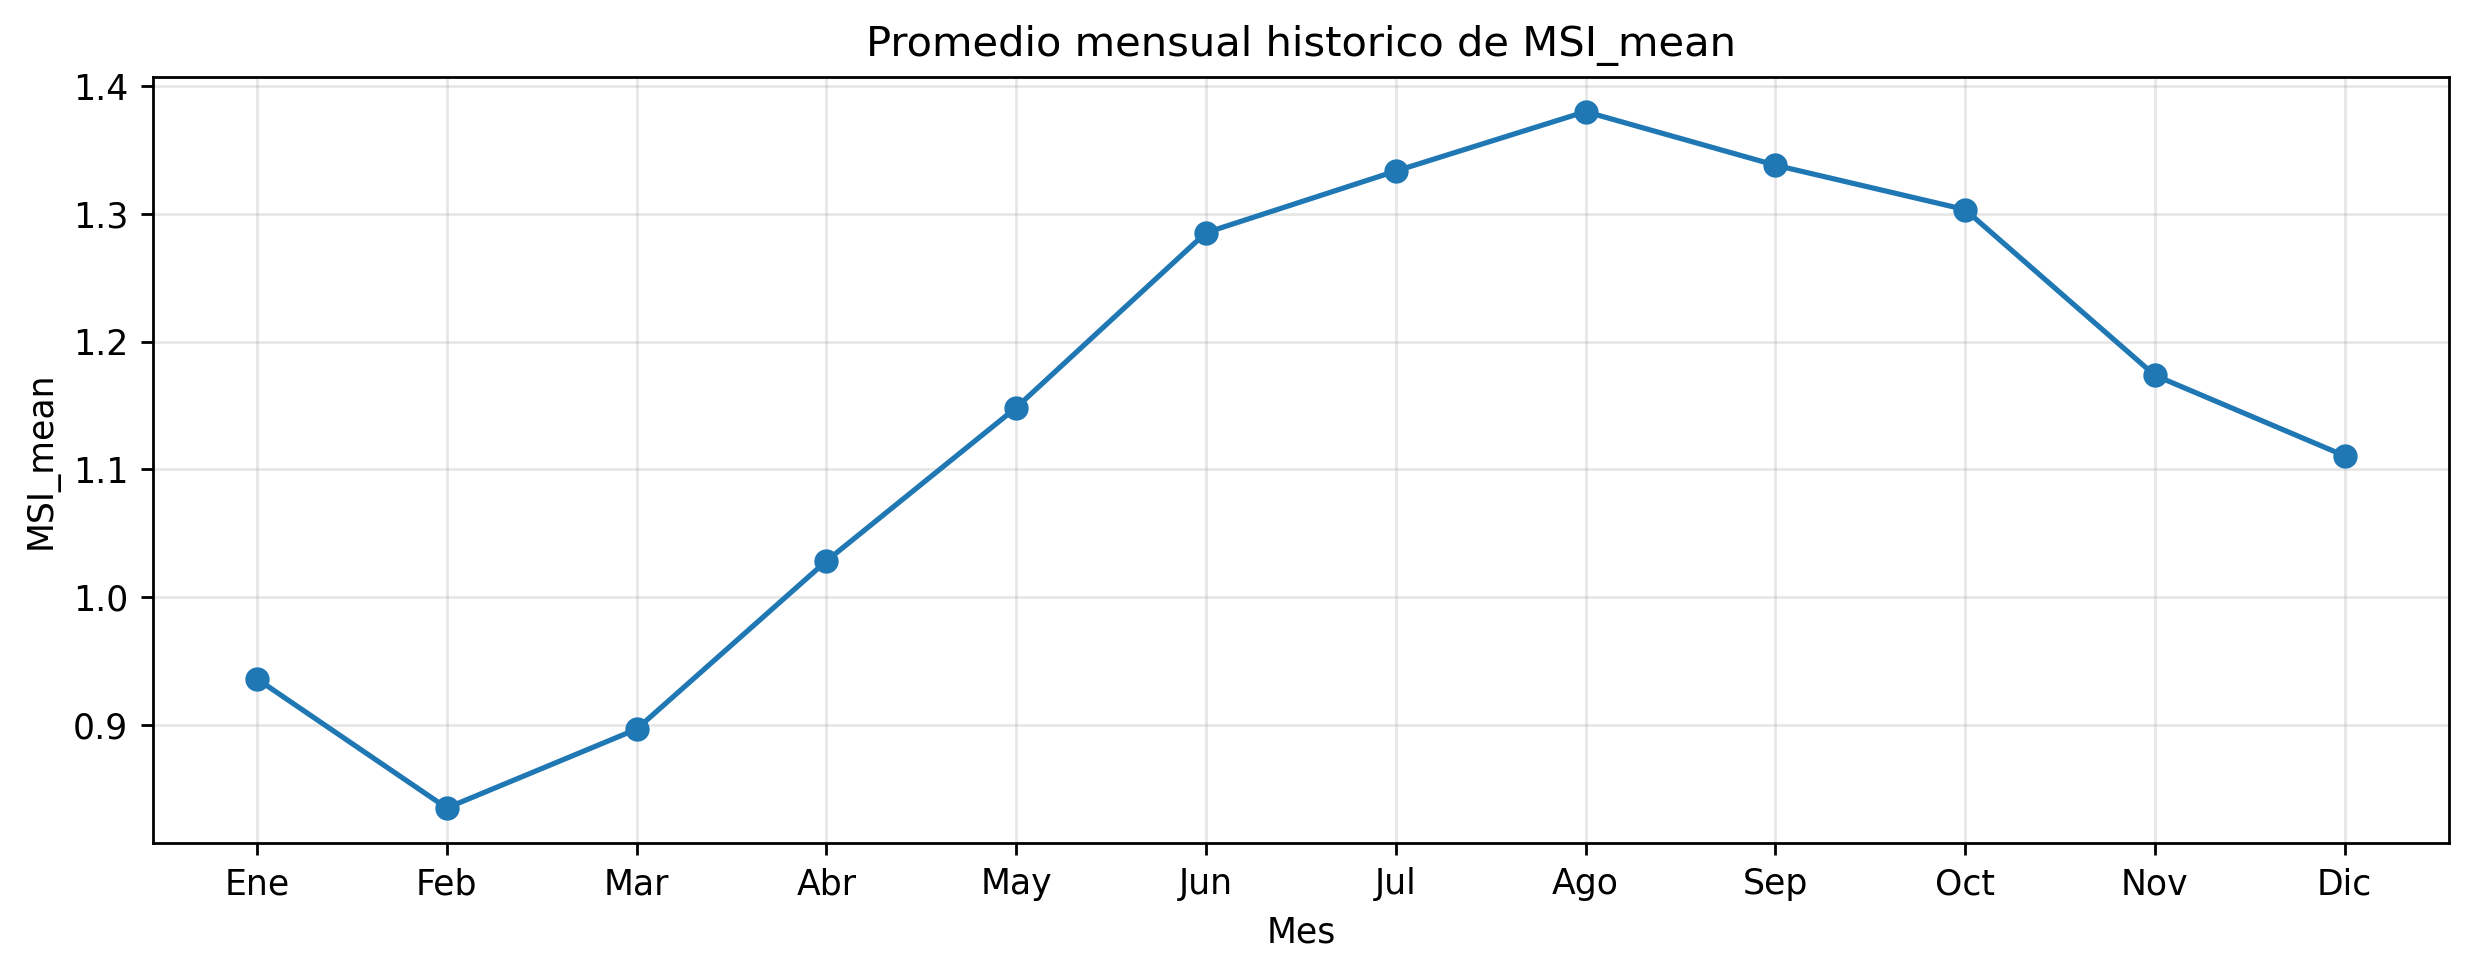 Promedio mensual historico de MSI_mean
1.4
1.3
1.2
1.1
1.0
0.9
MSI_mean
Ene Feb Mar Abr May Jun Jul Ago Sep Oct Nov Dic
Mes